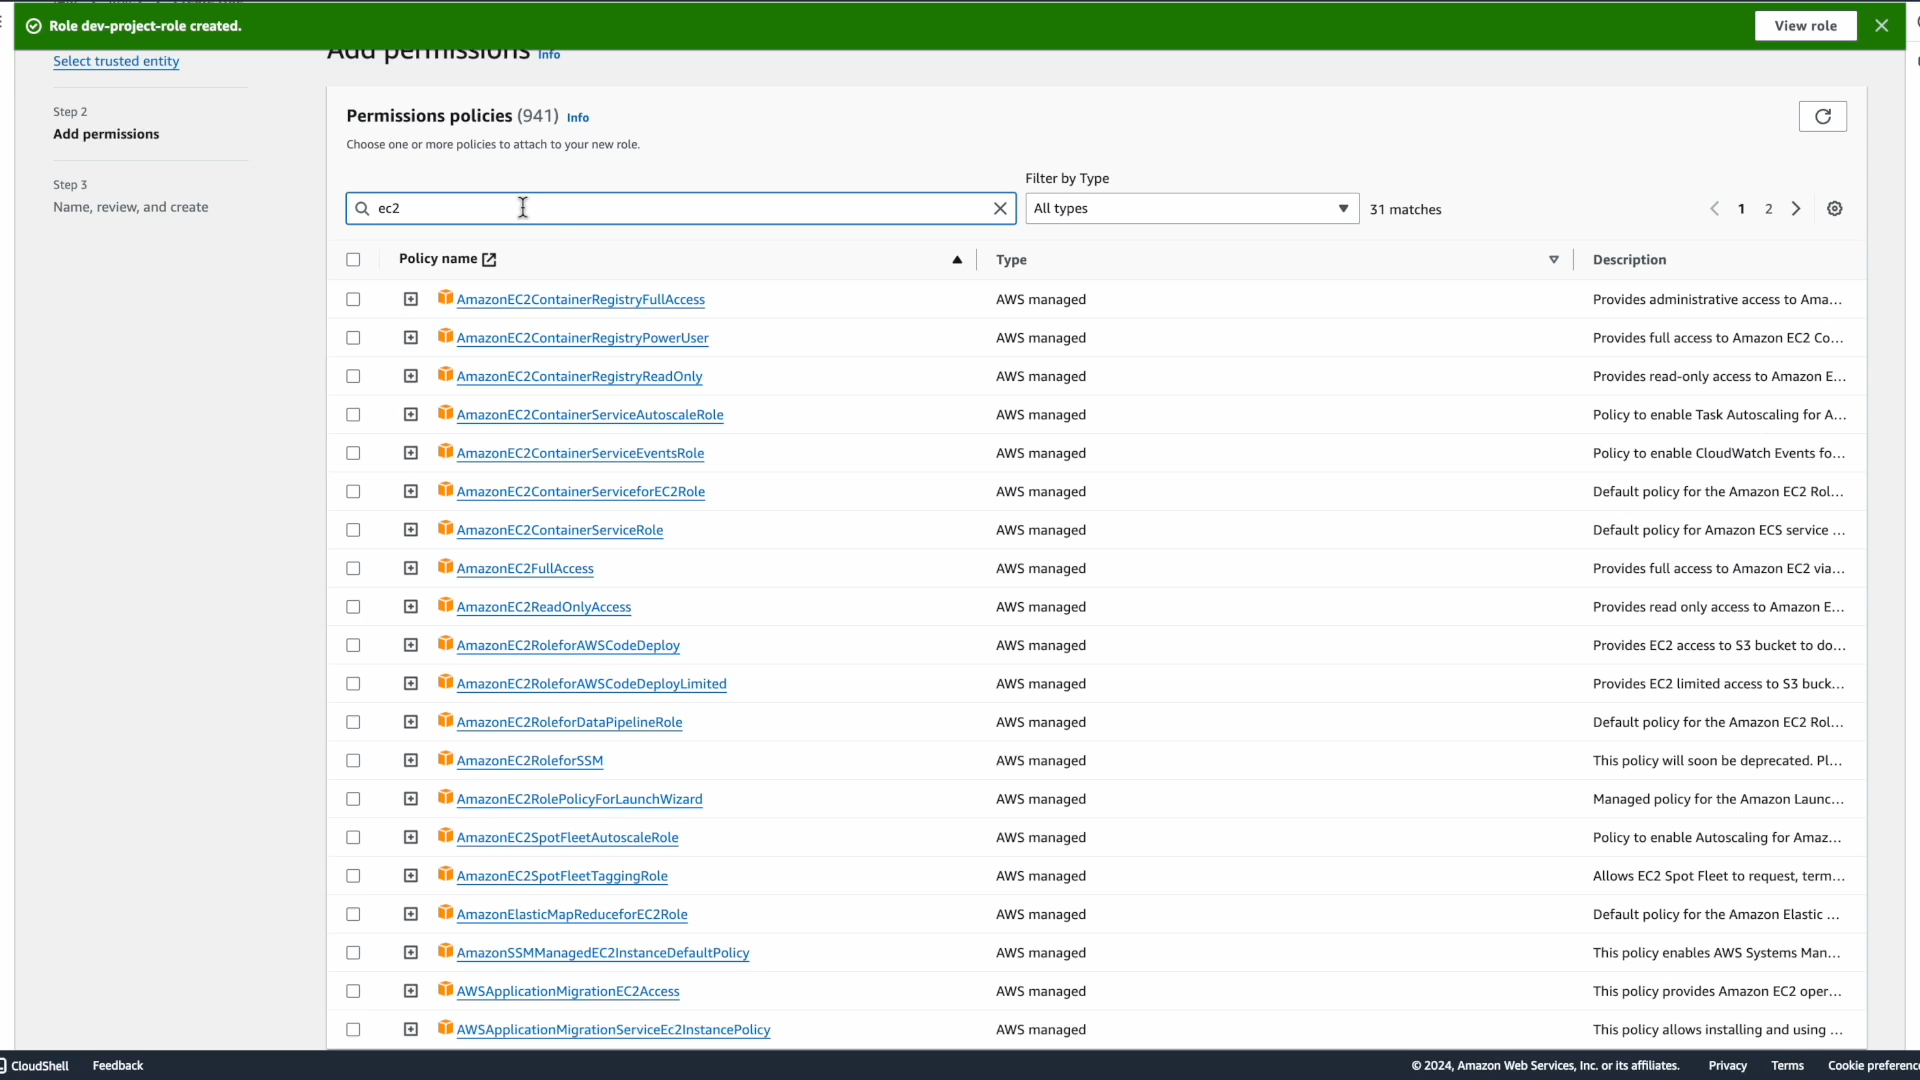 Role dev-project-role created.
View role
Add permissions Info
Select trusted entity
Step 2
Add permissions
Step 3
Name, review, and create
Permissions policies (941) Info
Choose one or more policies to attach to your new role.
Filter by Type
ec2
All types
31 matches
1 2
Policy name
Type
Description
AmazonEC2ContainerRegistryFullAccess AWS managed Provides administrative access to Ama...
AmazonEC2ContainerRegistryPowerUser AWS managed Provides full access to Amazon EC2 Co...
AmazonEC2ContainerRegistryReadOnly AWS managed Provides read-only access to Amazon E...
AmazonEC2ContainerServiceAutoscaleRole AWS managed Policy to enable Task Autoscaling for A...
AmazonEC2ContainerServiceEventsRole AWS managed Policy to enable CloudWatch Events fo...
AmazonEC2ContainerServiceforEC2Role AWS managed Default policy for the Amazon EC2 Rol...
AmazonEC2ContainerServiceRole AWS managed Default policy for Amazon ECS service ...
AmazonEC2FullAccess AWS managed Provides full access to Amazon EC2 via...
AmazonEC2ReadOnlyAccess AWS managed Provides read only access to Amazon E...
AmazonEC2RoleforAWSCodeDeploy AWS managed Provides EC2 access to S3 bucket to do...
AmazonEC2RoleforAWSCodeDeployLimited AWS managed Provides EC2 limited access to S3 buck...
AmazonEC2RoleforDataPipelineRole AWS managed Default policy for the Amazon EC2 Rol...
AmazonEC2RoleforSSM AWS managed This policy will soon be deprecated. Pl...
AmazonEC2RolePolicyForLaunchWizard AWS managed Managed policy for the Amazon Launc...
AmazonEC2SpotFleetAutoscaleRole AWS managed Policy to enable Autoscaling for Amaz...
AmazonEC2SpotFleetTaggingRole AWS managed Allows EC2 Spot Fleet to request, term...
AmazonElasticMapReduceforEC2Role AWS managed Default policy for the Amazon Elastic ...
AmazonSSMManagedEC2InstanceDefaultPolicy AWS managed This policy enables AWS Systems Man...
AWSApplicationMigrationEC2Access AWS managed This policy provides Amazon EC2 oper...
AWSApplicationMigrationServiceEc2InstancePolicy AWS managed This policy allows installing and using ...
CloudShell Feedback © 2024, Amazon Web Services, Inc. or its affiliates. Privacy Terms Cookie preferenc